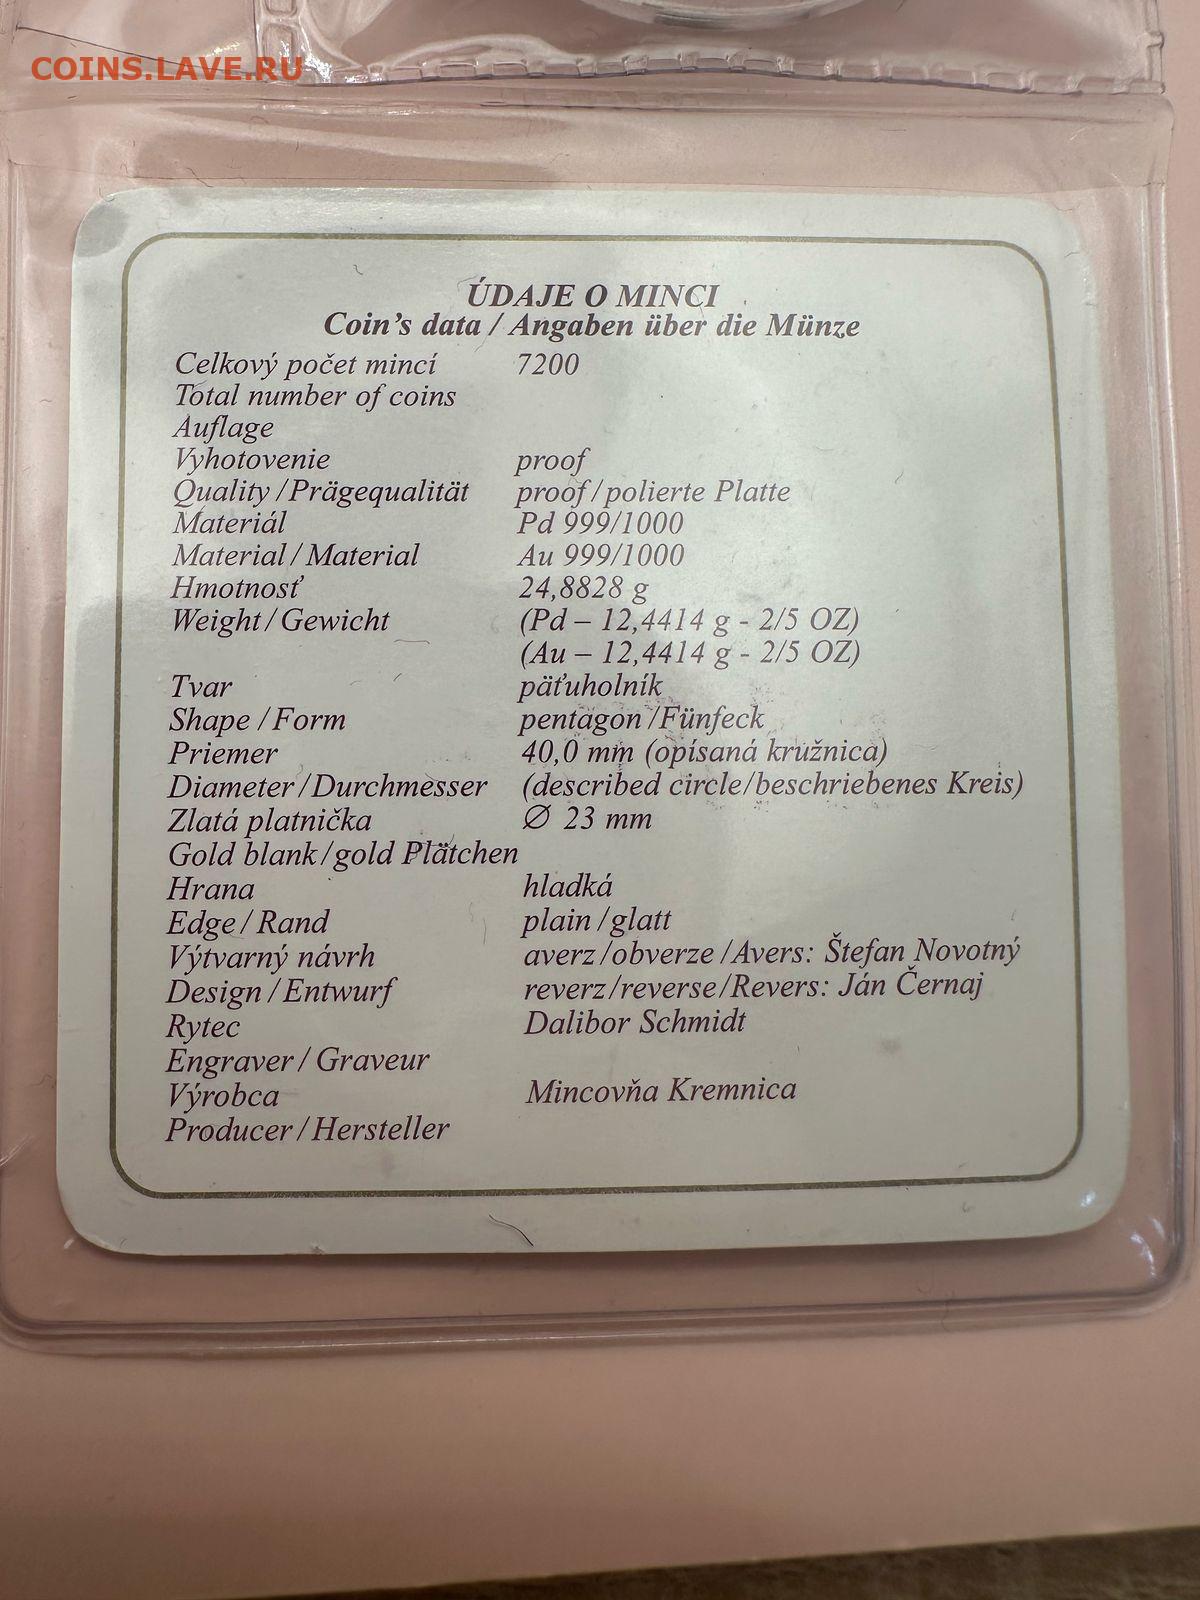 COINS.LAVE.RU
ÚDAJE O MINCI
Coin's data / Angaben über die Münze
Celkový počet mincí 7200
Total number of coins
Auflage
Vyhotovenie proof
Quality / Prägequalität proof / polierte Platte
Materiál Pd 999/1000
Material / Material Au 999/1000
Hmotnosť 24,8828 g
Weight / Gewicht (Pd – 12,4414 g - 2/5 OZ)
(Au – 12,4414 g - 2/5 OZ)
Tvar päťuholník
Shape / Form pentagon / Fünfeck
Priemer 40,0 mm (opísaná kružnica)
Diameter / Durchmesser (described circle/beschriebenes Kreis)
Zlatá platnička Ø 23 mm
Gold blank / gold Plätchen
Hrana hladká
Edge / Rand plain / glatt
Výtvarný návrh averz / obverze / Avers: Štefan Novotný
Design / Entwurf reverz / reverse / Revers: Ján Černaj
Rytec Dalibor Schmidt
Engraver / Graveur
Výrobca Mincovňa Kremnica
Producer / Hersteller